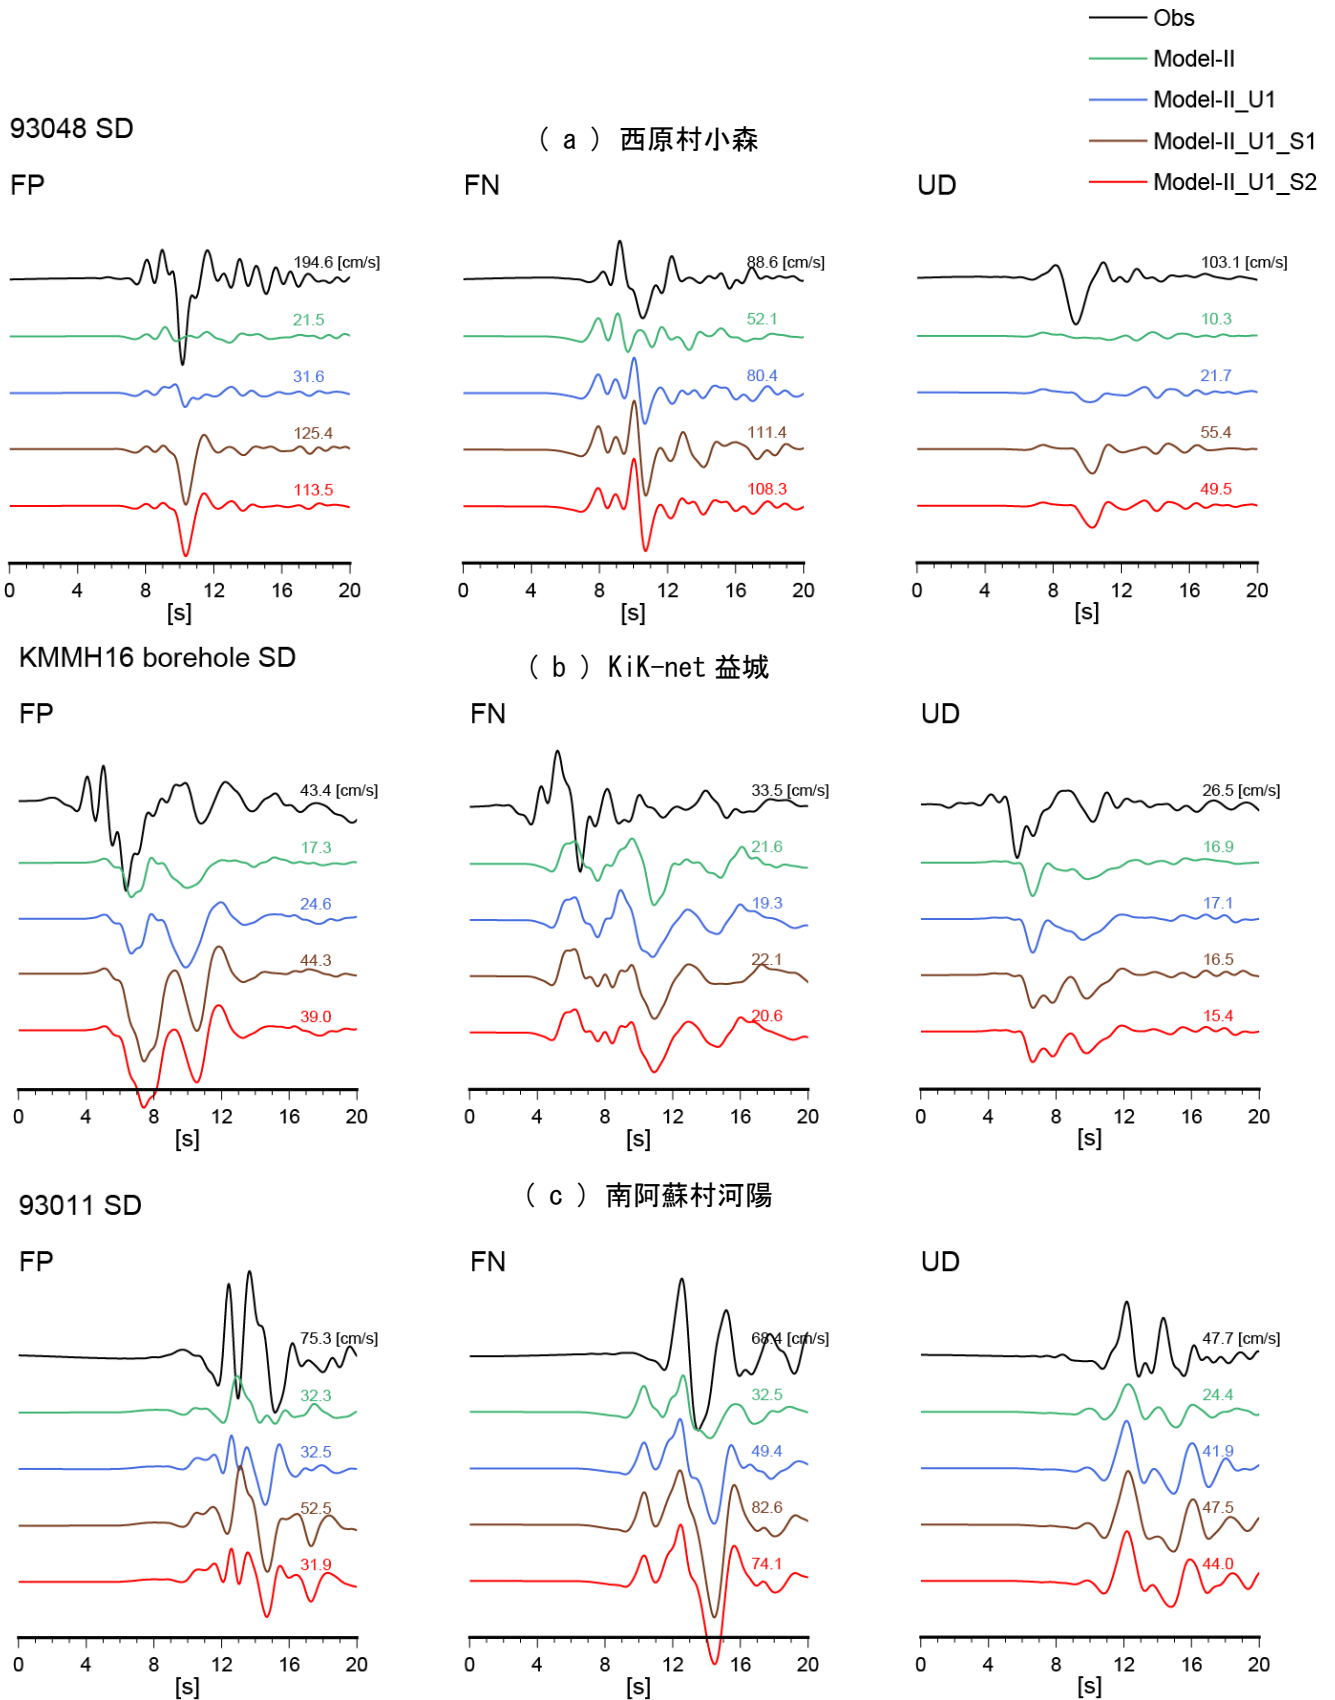 Obs
Model-II
Model-II_U1
Model-II_U1_S1
Model-II_U1_S2
93048 SD
( a ) 西原村小森
FP
FN
UD
194.6 [cm/s]
21.5
31.6
125.4
113.5
88.6 [cm/s]
52.1
80.4
111.4
108.3
103.1 [cm/s]
10.3
21.7
55.4
49.5
0 4 8 12 16 20
[s]
0 4 8 12 16 20
[s]
0 4 8 12 16 20
[s]
KMMH16 borehole SD
( b ) KiK-net 益城
FP
FN
UD
43.4 [cm/s]
17.3
24.6
44.3
39.0
33.5 [cm/s]
21.6
19.3
22.1
20.6
26.5 [cm/s]
16.9
17.1
16.5
15.4
0 4 8 12 16 20
[s]
0 4 8 12 16 20
[s]
0 4 8 12 16 20
[s]
93011 SD
( c ) 南阿蘇村河陽
FP
FN
UD
75.3 [cm/s]
32.3
32.5
52.5
31.9
68.4 [cm/s]
32.5
49.4
82.6
74.1
47.7 [cm/s]
24.4
41.9
47.5
44.0
0 4 8 12 16 20
[s]
0 4 8 12 16 20
[s]
0 4 8 12 16 20
[s]